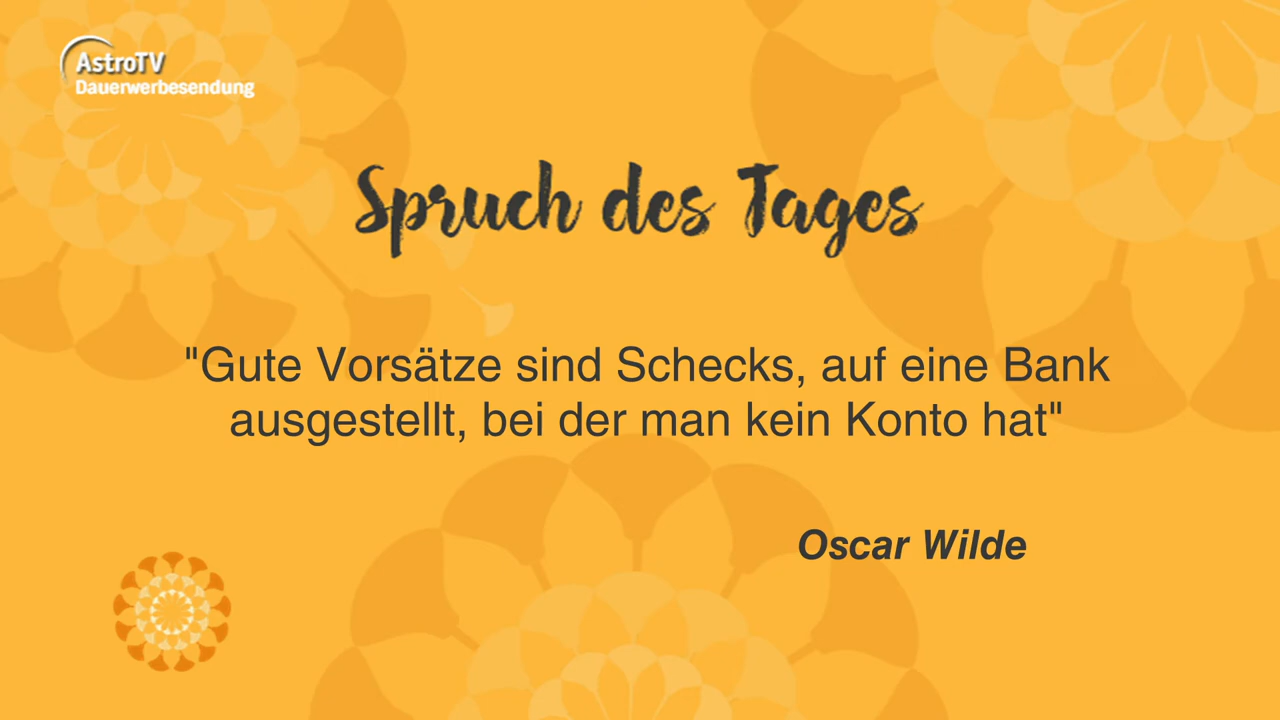 AstroTV
Dauerwerbesendung
Spruch des Tages
"Gute Vorsätze sind Schecks, auf eine Bank
ausgestellt, bei der man kein Konto hat"
Oscar Wilde